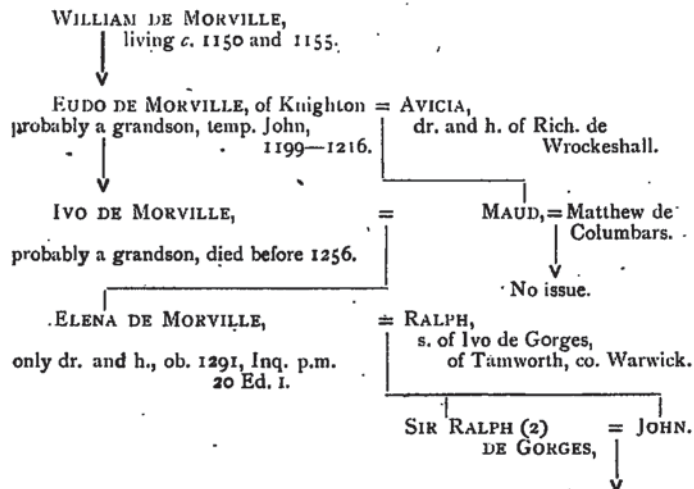 WILLIAM DE MORVILLE,
living c. 1150 and 1155.
EUDO DE MORVILLE, of Knighton = AVICIA,
probably a grandson, temp. John, dr. and h. of Rich. de
1199—1216. Wrockeshall.
IVO DE MORVILLE, = MAUD, = Matthew de
Columbars.
probably a grandson, died before 1256.
No issue.
ELENA DE MORVILLE, = RALPH,
s. of Ivo de Gorges,
only dr. and h., ob. 1291, Inq. p.m. of Tamworth, co. Warwick.
20 Ed. I.
SIR RALPH (2) = JOHN.
DE GORGES,